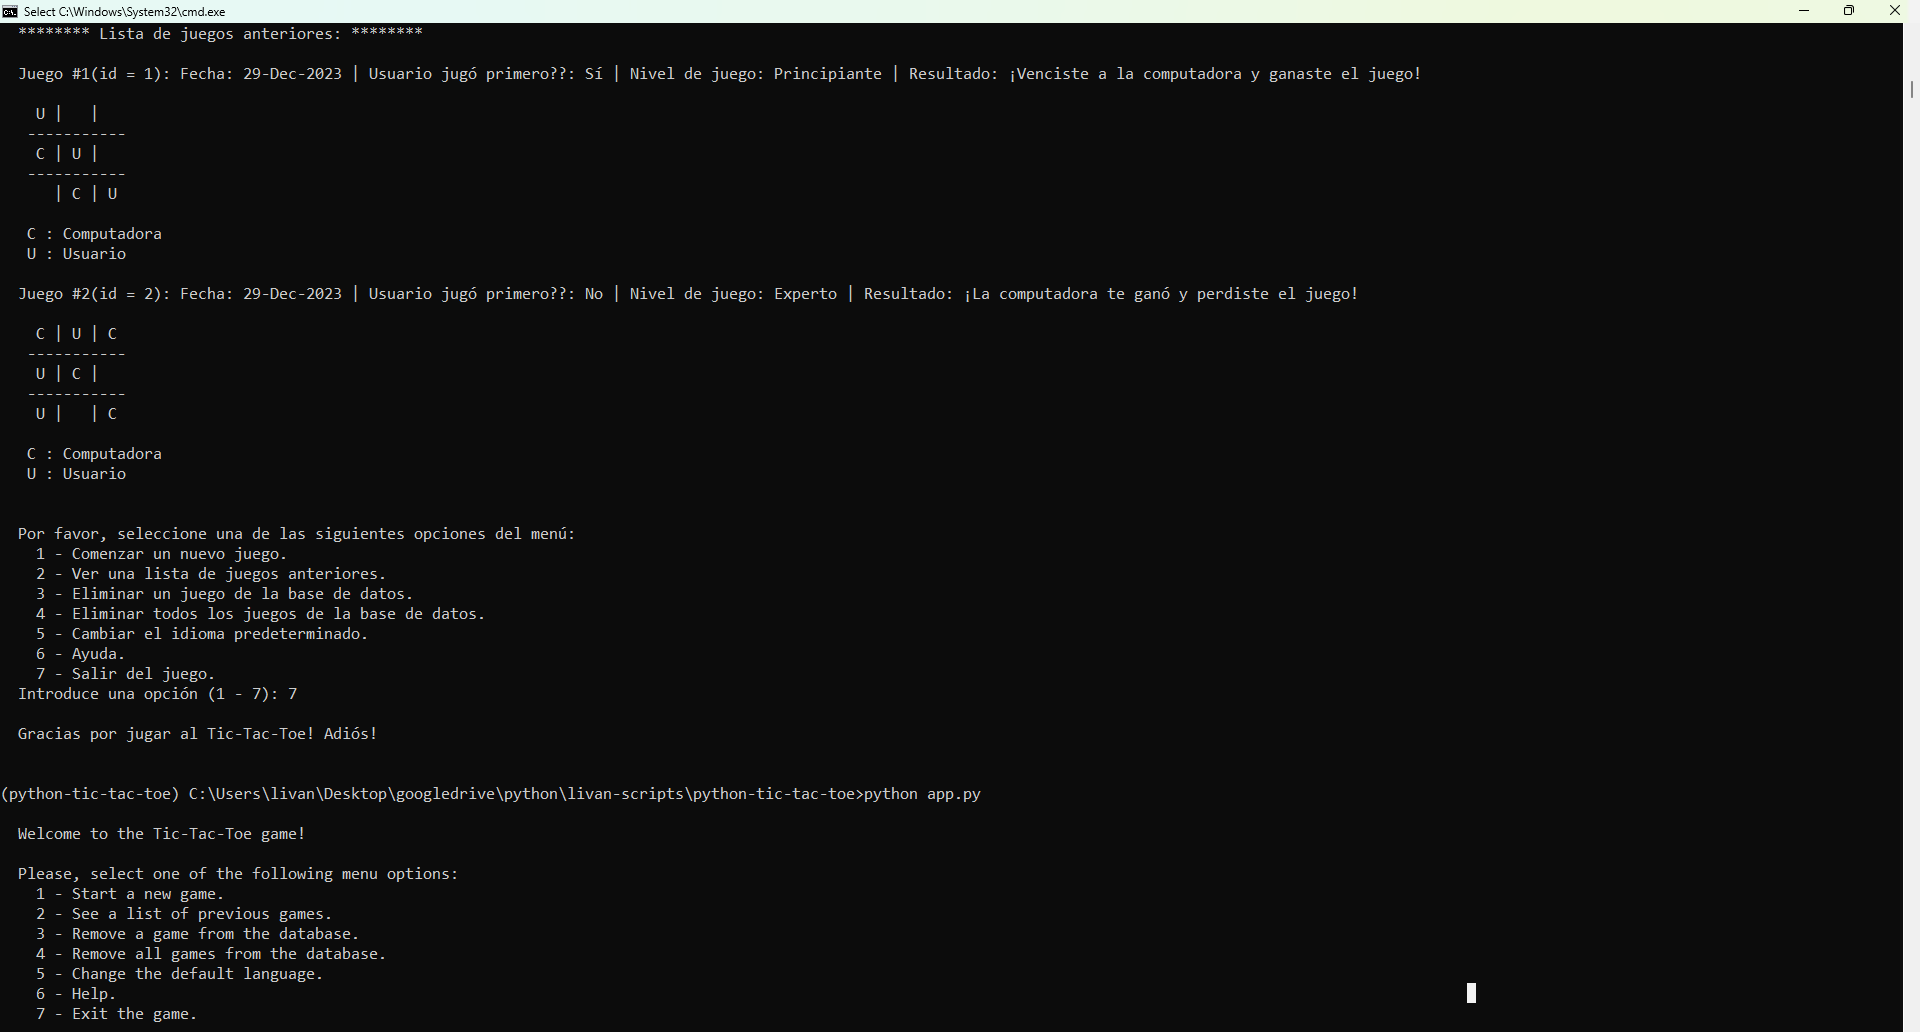 Select C:\Windows\System32\cmd.exe
******** Lista de juegos anteriores: ********
Juego #1(id = 1): Fecha: 29-Dec-2023 | Usuario jugó primero??: Sí | Nivel de juego: Principiante | Resultado: ¡Venciste a la computadora y ganaste el juego!
U |   |
-----------
C | U |
-----------
  | C | U
C : Computadora
U : Usuario
Juego #2(id = 2): Fecha: 29-Dec-2023 | Usuario jugó primero??: No | Nivel de juego: Experto | Resultado: ¡La computadora te ganó y perdiste el juego!
C | U | C
-----------
U | C |
-----------
U |   | C
C : Computadora
U : Usuario
Por favor, seleccione una de las siguientes opciones del menú:
1 - Comenzar un nuevo juego.
2 - Ver una lista de juegos anteriores.
3 - Eliminar un juego de la base de datos.
4 - Eliminar todos los juegos de la base de datos.
5 - Cambiar el idioma predeterminado.
6 - Ayuda.
7 - Salir del juego.
Introduce una opción (1 - 7): 7
Gracias por jugar al Tic-Tac-Toe! Adiós!
(python-tic-tac-toe) C:\Users\livan\Desktop\googledrive\python\livan-scripts\python-tic-tac-toe>python app.py
Welcome to the Tic-Tac-Toe game!
Please, select one of the following menu options:
1 - Start a new game.
2 - See a list of previous games.
3 - Remove a game from the database.
4 - Remove all games from the database.
5 - Change the default language.
6 - Help.
7 - Exit the game.